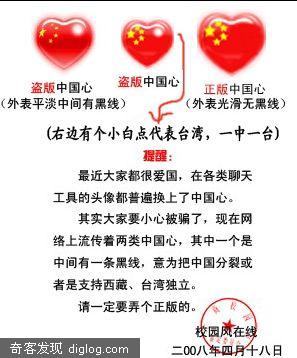 盗版中国心 盗版中国心 正版中国心
（外表平淡中间有黑线） （外表光滑无黑线）
(右边有个小白点代表台湾，一中一台)
提醒：
最近大家都很爱国，在各类聊天
工具的头像都普遍换上了中国心。
其实大家要小心被骗了，现在网
络上流传着两类中国心，其中一个是
中间有一条黑线，意为把中国分裂或
者是支持西藏、台湾独立。
请一定要弄个正版的。
校园风在线
二00八年四月十八日
奇客发现 diglog.com